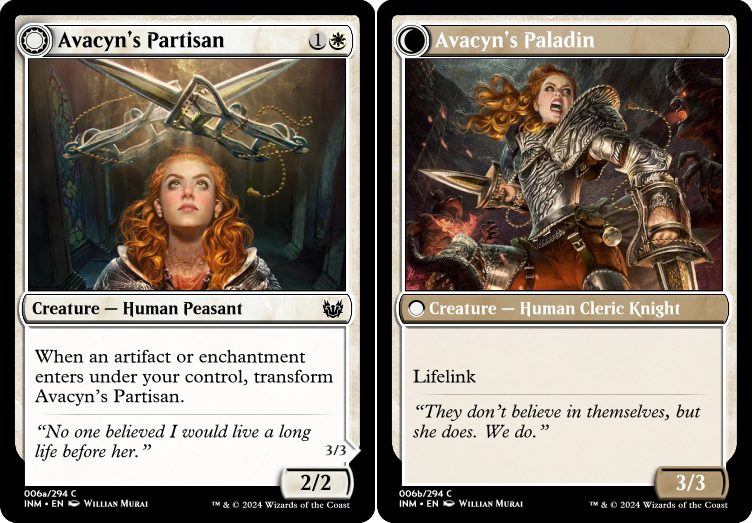 Avacyn's Partisan
1
Creature — Human Peasant
When an artifact or enchantment
enters under your control, transform
Avacyn's Partisan.
"No one believed I would live a long
life before her."
3/3
2/2
006a/294 C
INM • EN Willian Murai
™ & © 2024 Wizards of the Coast
Avacyn's Paladin
Creature — Human Cleric Knight
Lifelink
"They don't believe in themselves, but
she does. We do."
3/3
006b/294 C
INM • EN Willian Murai
™ & © 2024 Wizards of the Coast